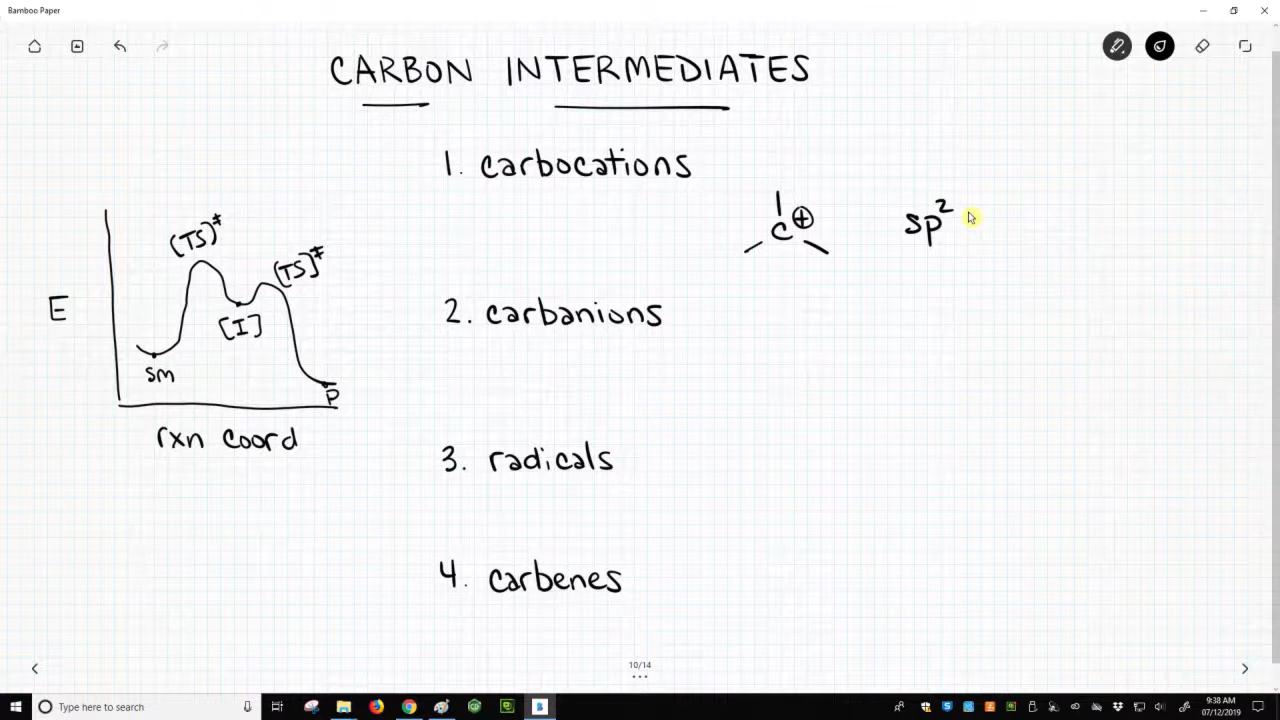 Bamboo Paper
CARBON INTERMEDIATES
1. carbocations
C+
sp2
(TS)‡
(TS]‡
E
[I]
2. carbanions
SM
P
rxn coord
3. radicals
4. carbenes
10/14
Type here to search
9:38 AM
07/12/2019